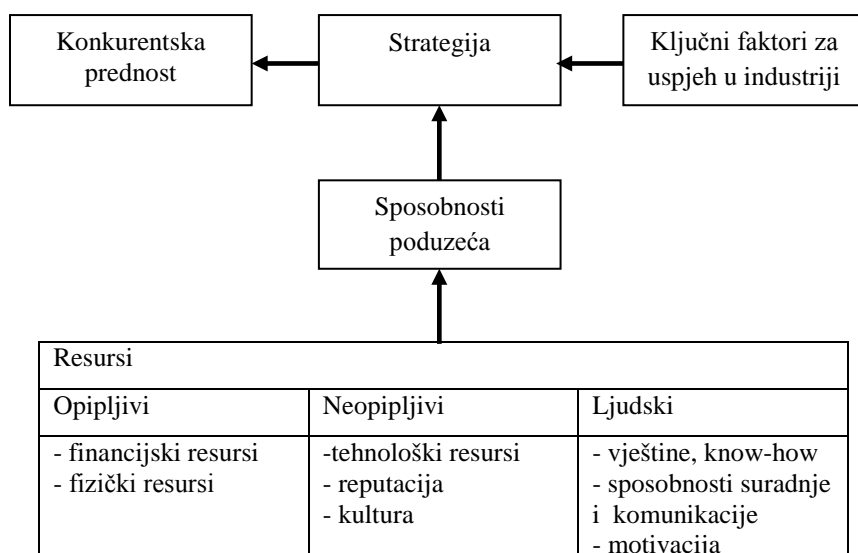 Konkurentska
prednost
Strategija
Ključni faktori za
uspjeh u industriji
Sposobnosti
poduzeća
Resursi
Opipljivi
- financijski resursi
- fizički resursi
Neopipljivi
-tehnološki resursi
- reputacija
- kultura
Ljudski
- vještine, know-how
- sposobnosti suradnje
i komunikacije
- motivacija